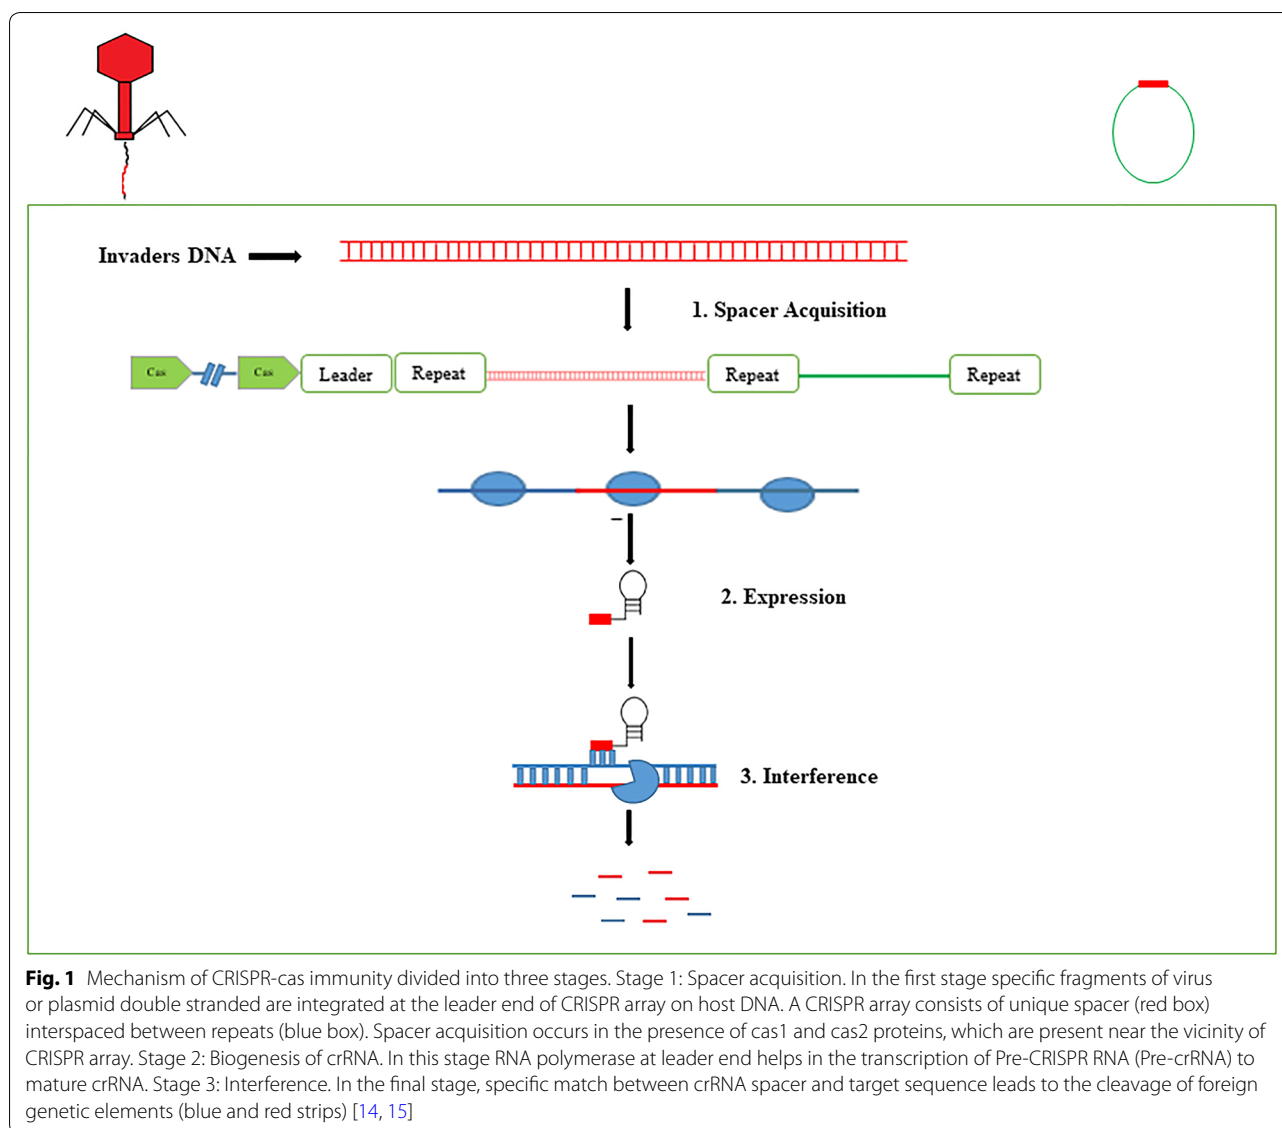 Invaders DNA
1. Spacer Acquisition
Cas Cas Leader Repeat Repeat Repeat
2. Expression
3. Interference
Fig. 1 Mechanism of CRISPR-cas immunity divided into three stages. Stage 1: Spacer acquisition. In the first stage specific fragments of virus
or plasmid double stranded are integrated at the leader end of CRISPR array on host DNA. A CRISPR array consists of unique spacer (red box)
interspaced between repeats (blue box). Spacer acquisition occurs in the presence of cas1 and cas2 proteins, which are present near the vicinity of
CRISPR array. Stage 2: Biogenesis of crRNA. In this stage RNA polymerase at leader end helps in the transcription of Pre-CRISPR RNA (Pre-crRNA) to
mature crRNA. Stage 3: Interference. In the final stage, specific match between crRNA spacer and target sequence leads to the cleavage of foreign
genetic elements (blue and red strips) [14, 15]